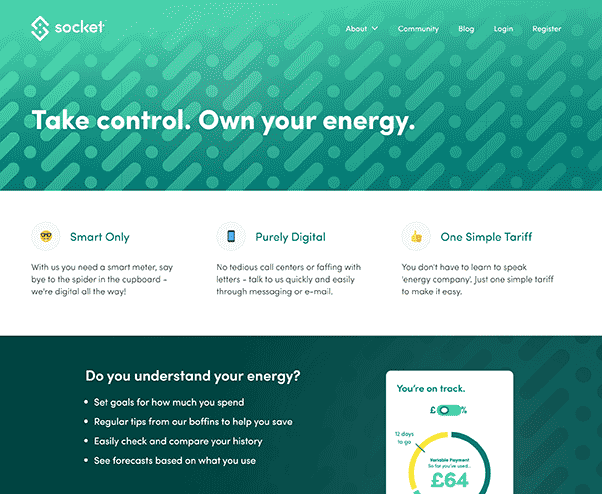 socket
About
Community
Blog
Login
Register
Take control. Own your energy.
Smart Only
With us you need a smart meter, say
bye to the spider in the cupboard -
we're digital all the way!
Purely Digital
No tedious call centers or faffing with
letters - talk to us quickly and easily
through messaging or e-mail.
One Simple Tariff
You don't have to learn to speak
'energy company'. Just one simple tariff
to make it easy.
Do you understand your energy?
Set goals for how much you spend
Regular tips from our boffins to help you save
Easily check and compare your history
See forecasts based on what you use
You're on track.
£ %
12 days
to go
Variable Payment
So far you've used...
£64